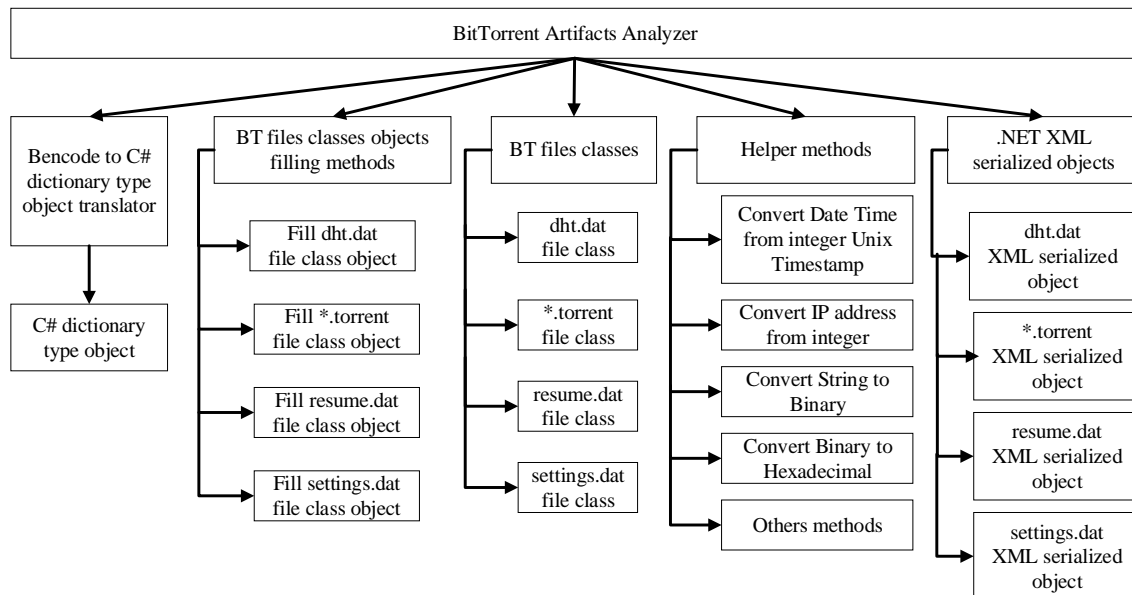 BitTorrent Artifacts Analyzer
Bencode to C#
dictionary type
object translator
C# dictionary
type object
BT files classes objects
filling methods
Fill dht.dat
file class object
Fill *.torrent
file class object
Fill resume.dat
file class object
Fill settings.dat
file class object
BT files classes
dht.dat
file class
*.torrent
file class
resume.dat
file class
settings.dat
file class
Helper methods
Convert Date Time
from integer Unix
Timestamp
Convert IP address
from integer
Convert String to
Binary
Convert Binary to
Hexadecimal
Others methods
.NET XML
serialized objects
dht.dat
XML serialized
object
*.torrent
XML serialized
object
resume.dat
XML serialized
object
settings.dat
XML serialized
object